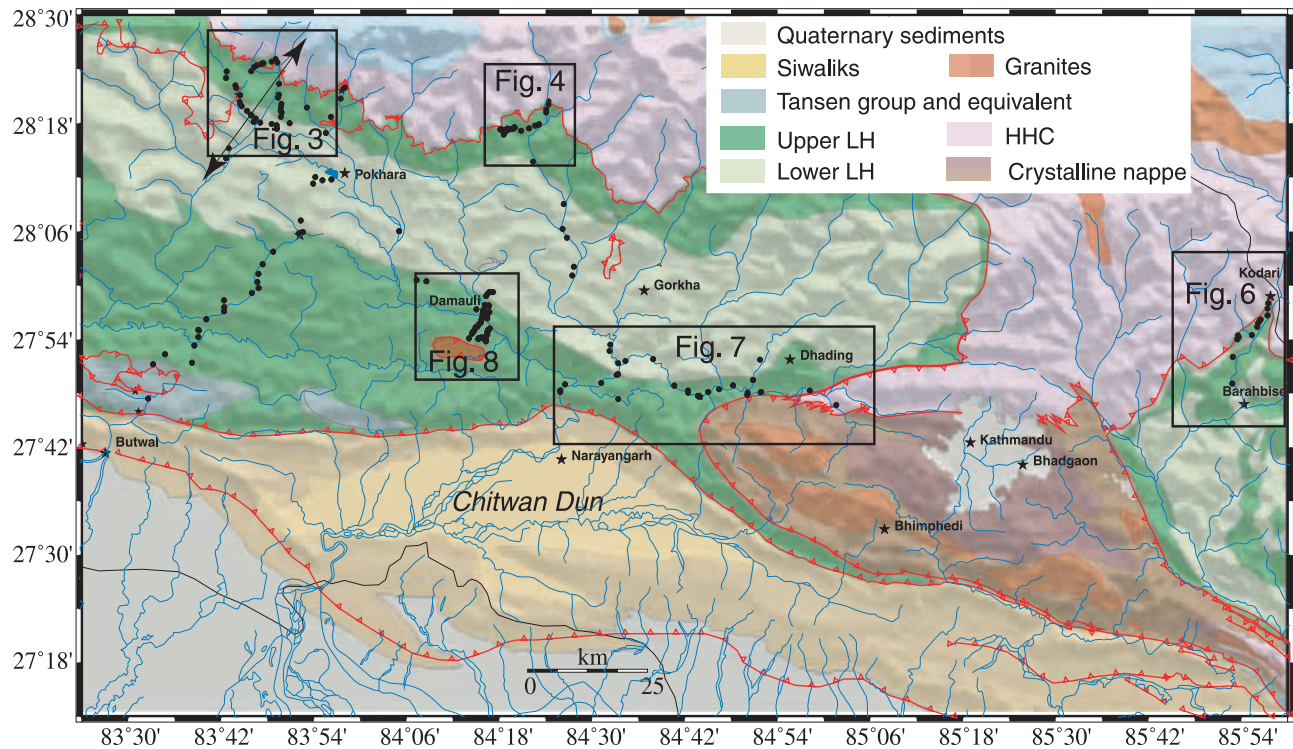 28°30'
28°18'
28°06'
27°54'
27°42'
27°30'
27°18'
Quaternary sediments
Siwaliks
Granites
Tansen group and equivalent
Upper LH
HHC
Lower LH
Crystalline nappe
Fig. 3
Fig. 4
Pokhara
Gorkha
Kodari
Fig. 6
Damauli
Fig. 8
Fig. 7
Dhading
Barahbise
Butwal
Narayangarh
Kathmandu
Bhadgaon
Chitwan Dun
Bhimphedi
km
0
25
83°30'
83°42'
83°54'
84°06'
84°18'
84°30'
84°42'
84°54'
85°06'
85°18'
85°30'
85°42'
85°54'